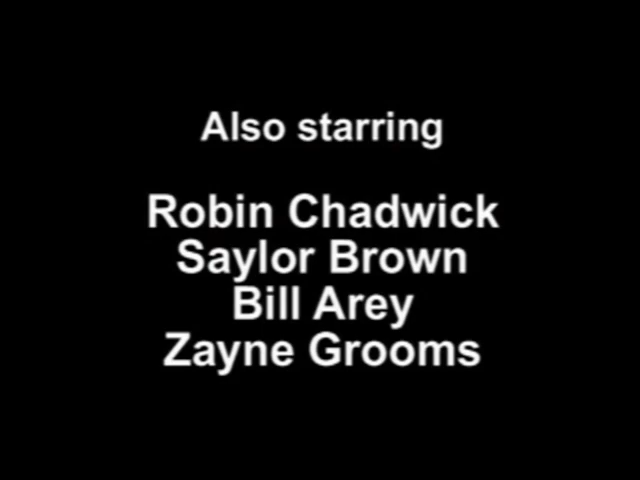 Also starring
Robin Chadwick
Saylor Brown
Bill Arey
Zayne Grooms